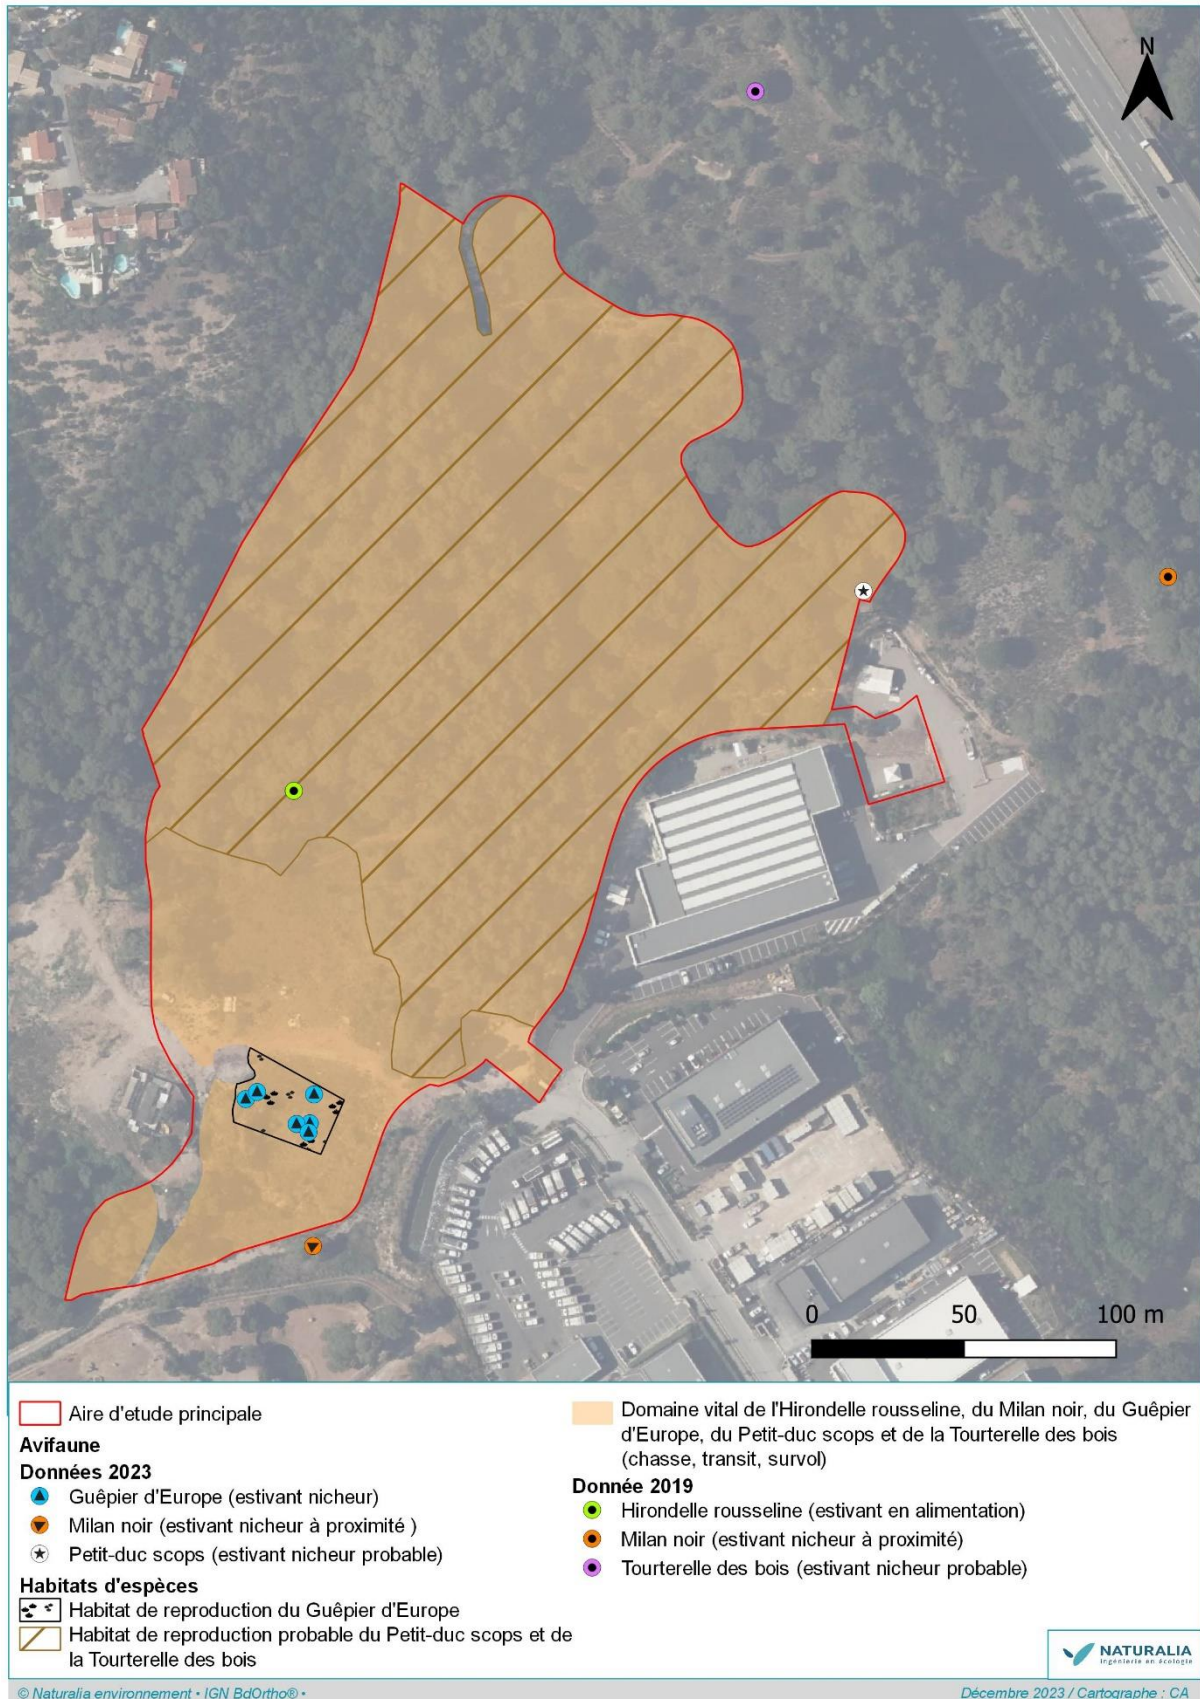 N
0 50 100 m
Aire d'etude principale
Avifaune
Données 2023
Guêpier d'Europe (estivant nicheur)
Milan noir (estivant nicheur à proximité )
Petit-duc scops (estivant nicheur probable)
Habitats d'espèces
Habitat de reproduction du Guêpier d'Europe
Habitat de reproduction probable du Petit-duc scops et de
la Tourterelle des bois
Domaine vital de l'Hirondelle rousseline, du Milan noir, du Guêpier
d'Europe, du Petit-duc scops et de la Tourterelle des bois
(chasse, transit, survol)
Donnée 2019
Hirondelle rousseline (estivant en alimentation)
Milan noir (estivant nicheur à proximité)
Tourterelle des bois (estivant nicheur probable)
NATURALIA
Ingénierie en écologie
© Naturalia environnement • IGN BdOrtho® •
Décembre 2023 / Cartographe : CA